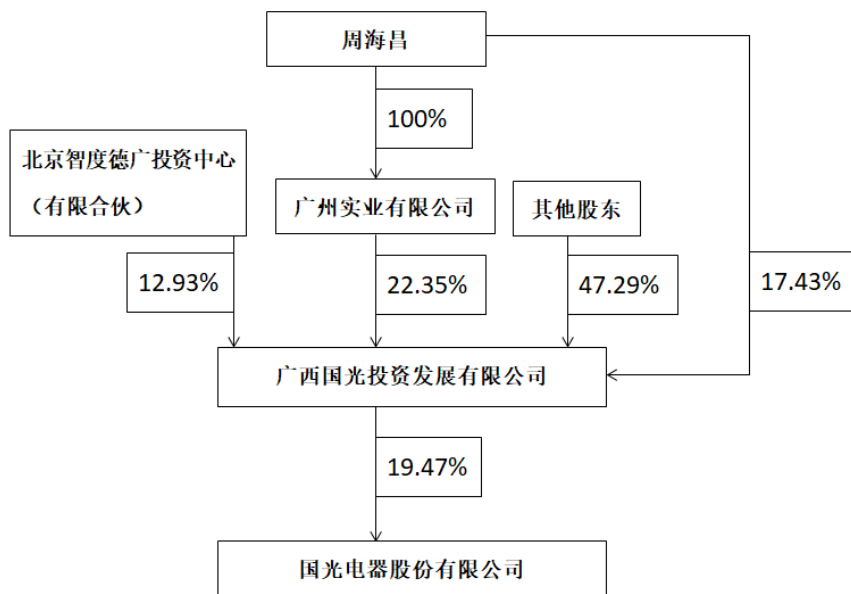 周海昌
100%
北京智度德广投资中心
（有限合伙）
广州实业有限公司
其他股东
12.93%
22.35%
47.29%
17.43%
广西国光投资发展有限公司
19.47%
国光电器股份有限公司